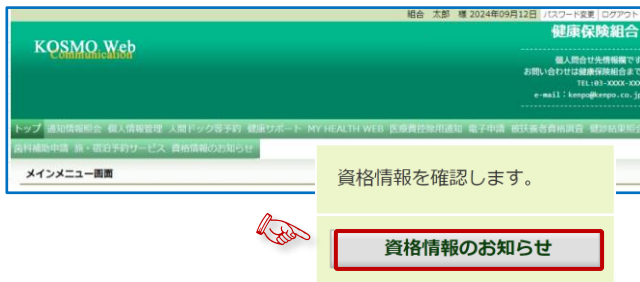 組合 太郎 様 2024年09月12日 パスワード変更 | ログアウト
健康保険組合
KOSMO Web
Communication
個人問合せ先情報欄です
お問い合わせは健康保険組合まで
TEL:03-XXXX-XXX
e-mail：kenpo@kenpo.co.jp
トップ 通知情報照会 個人情報管理 人間ドック等予約 健康サポート MY HEALTH WEB 医療費控除用通知 電子申請 被扶養者資格調査 健診結果照会
歯科補助申請 旅・宿泊予約サービス 資格情報のお知らせ
メインメニュー画面
資格情報を確認します。
資格情報のお知らせ